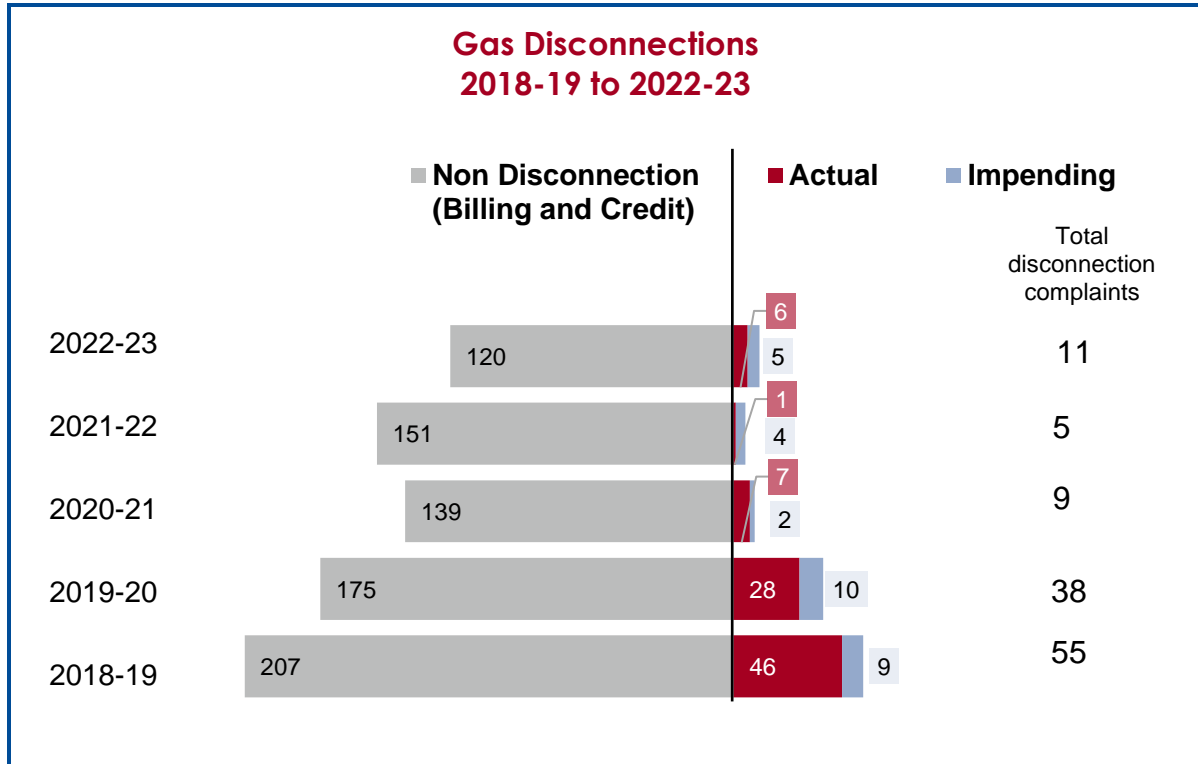 Gas Disconnections
2018-19 to 2022-23
Non Disconnection
(Billing and Credit)
Actual
Impending
Total
disconnection
complaints
2022-23
120
6
5
11
2021-22
151
1
4
5
2020-21
139
7
2
9
2019-20
175
28
10
38
2018-19
207
46
9
55